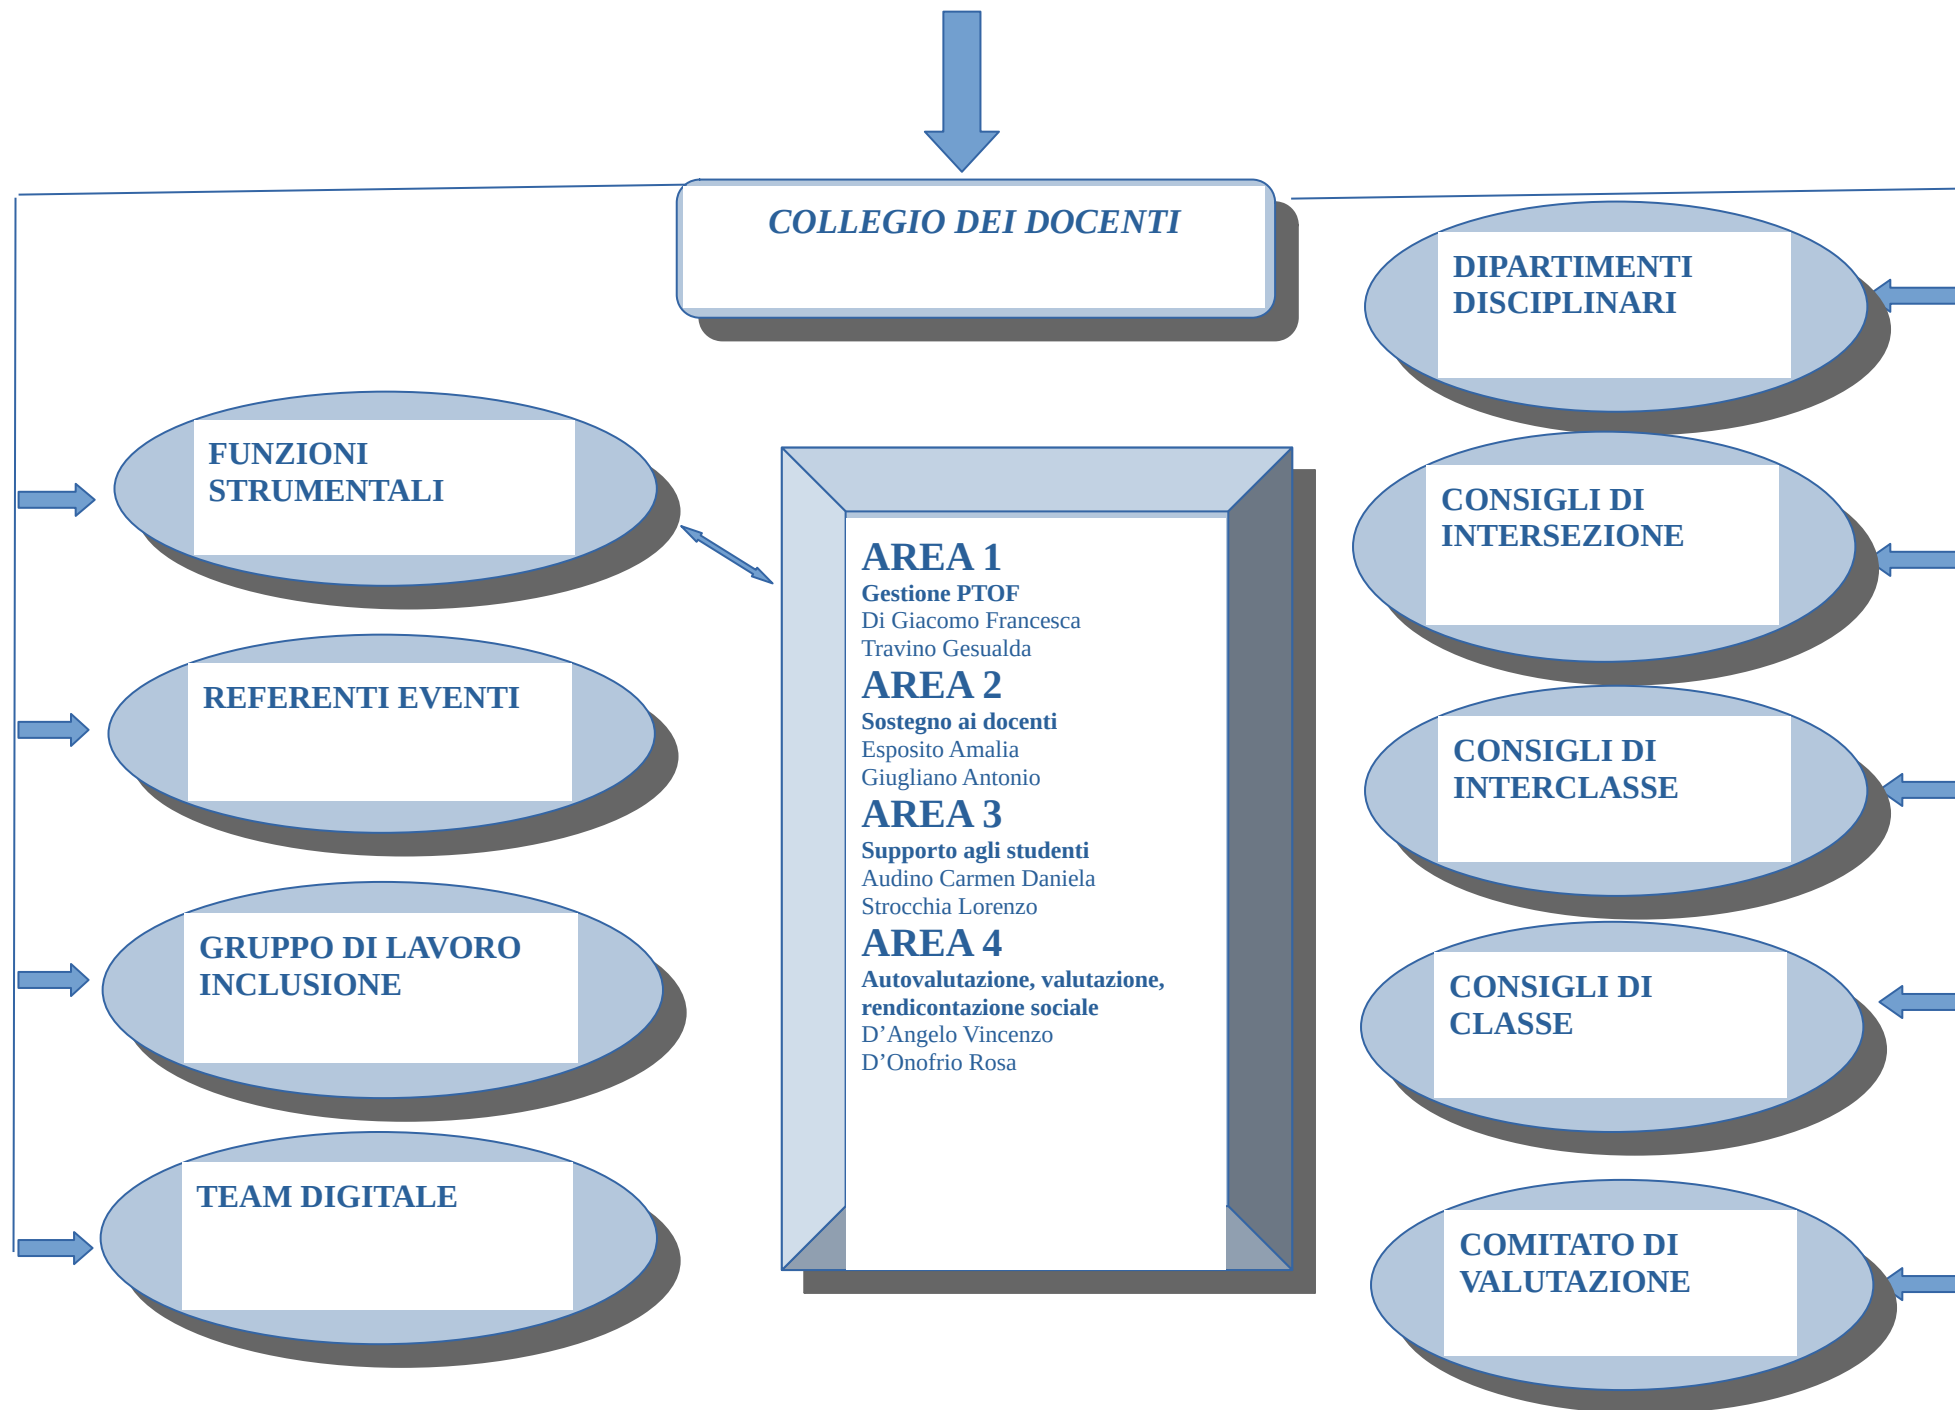 COLLEGIO DEI DOCENTI
FUNZIONI
STRUMENTALI
REFERENTI EVENTI
GRUPPO DI LAVORO
INCLUSIONE
TEAM DIGITALE
AREA 1
Gestione PTOF
Di Giacomo Francesca
Travino Gesualda
AREA 2
Sostegno ai docenti
Esposito Amalia
Giugliano Antonio
AREA 3
Supporto agli studenti
Audino Carmen Daniela
Strocchia Lorenzo
AREA 4
Autovalutazione, valutazione,
rendicontazione sociale
D’Angelo Vincenzo
D’Onofrio Rosa
DIPARTIMENTI
DISCIPLINARI
CONSIGLI DI
INTERSEZIONE
CONSIGLI DI
INTERCLASSE
CONSIGLI DI
CLASSE
COMITATO DI
VALUTAZIONE